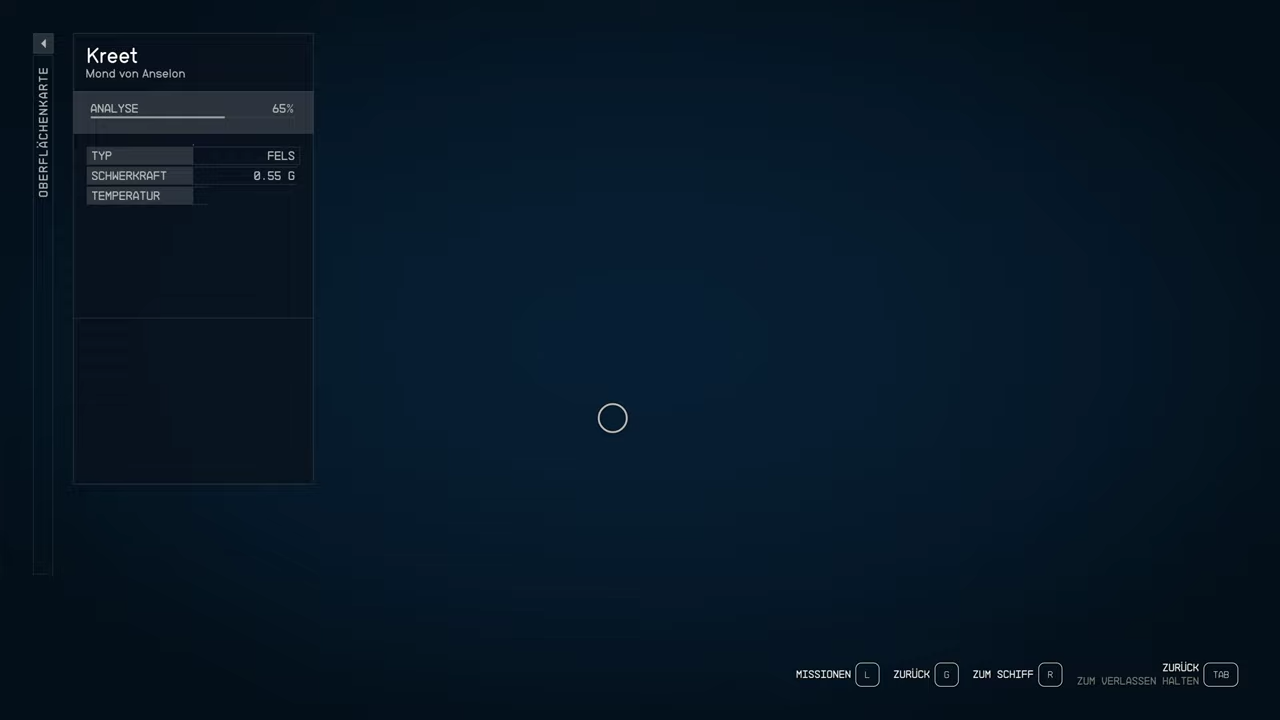 OBERFLÄCHENKARTE
Kreet
Mond von Anselon
ANALYSE 65%
TYP FELS
SCHWERKRAFT 0.55 G
TEMPERATUR
MISSIONEN L
ZURÜCK G
ZUM SCHIFF R
ZURÜCK
ZUM VERLASSEN HALTEN
TAB